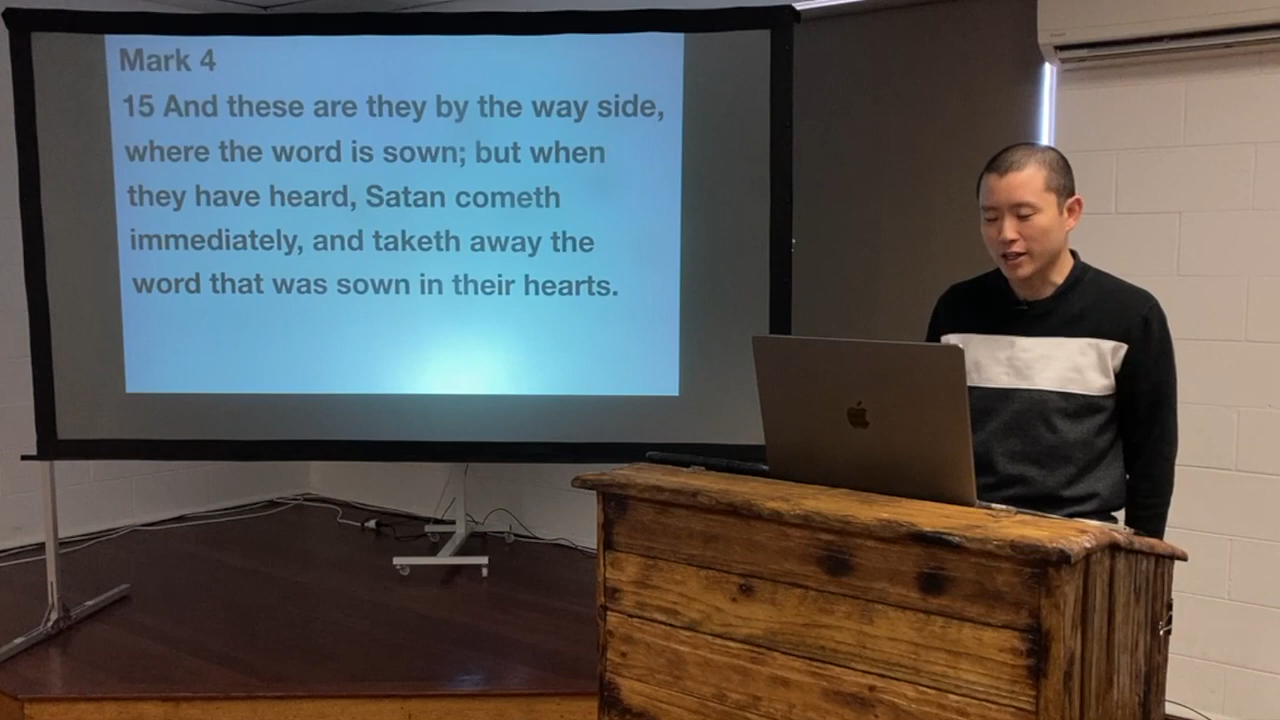 Mark 4
15 And these are they by the way side,
where the word is sown; but when
they have heard, Satan cometh
immediately, and taketh away the
word that was sown in their hearts.